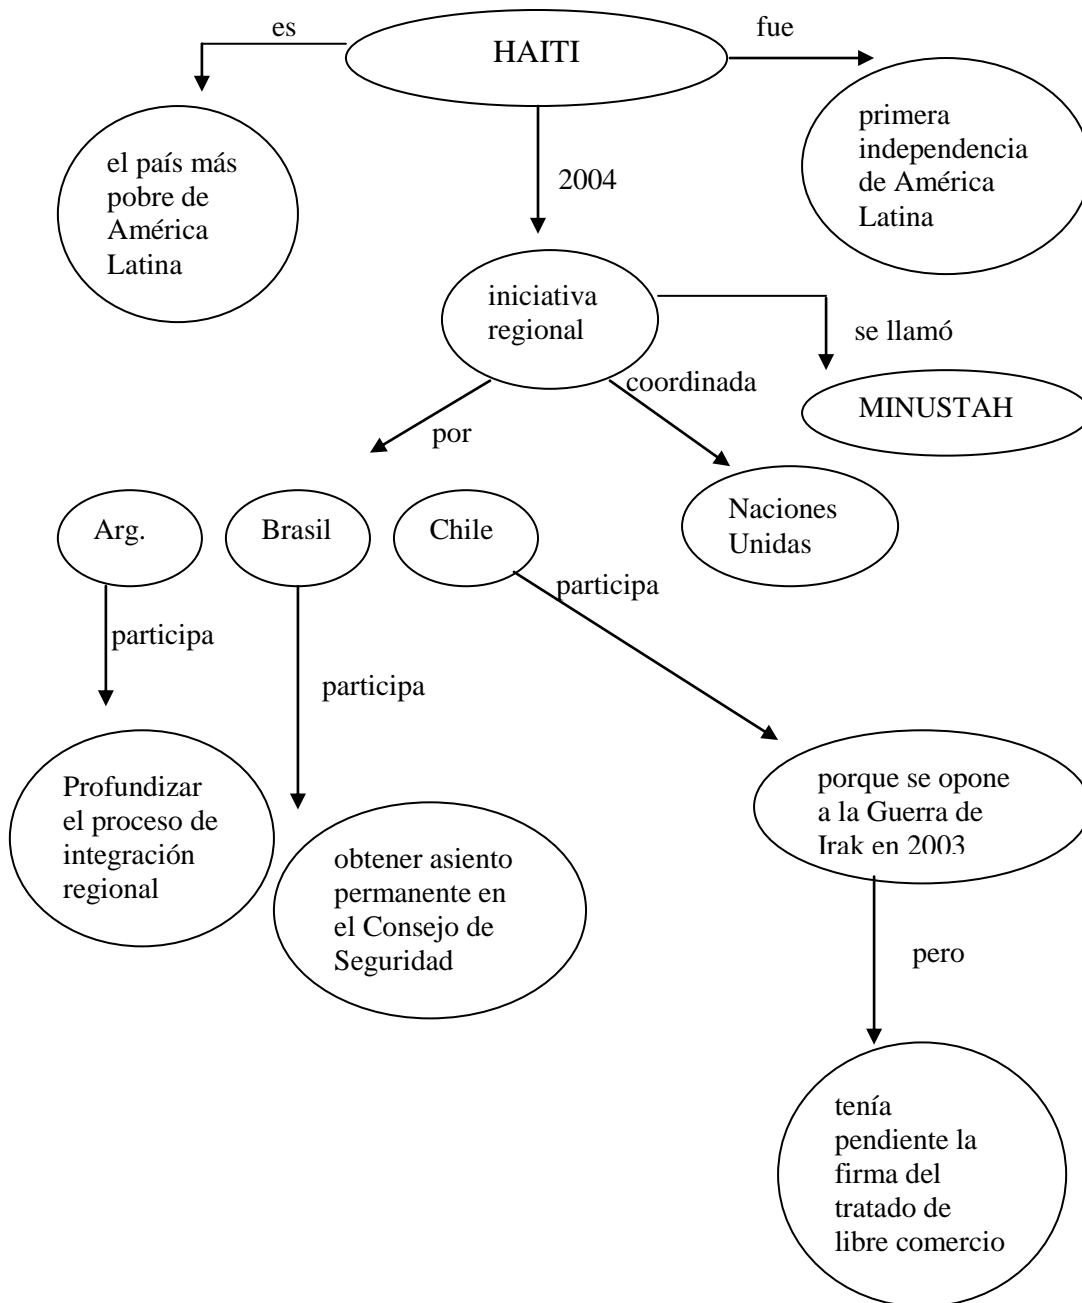 es
HAITI
fue
el país más
pobre de
América
Latina
2004
primera
independencia
de América
Latina
iniciativa
regional
se llamó
MINUSTAH
por
coordinada
Naciones
Unidas
Arg.
Brasil
Chile
participa
participa
participa
Profundizar
el proceso de
integración
regional
obtener asiento
permanente en
el Consejo de
Seguridad
porque se opone
a la Guerra de
Irak en 2003
pero
tenía
pendiente la
firma del
tratado de
libre comercio